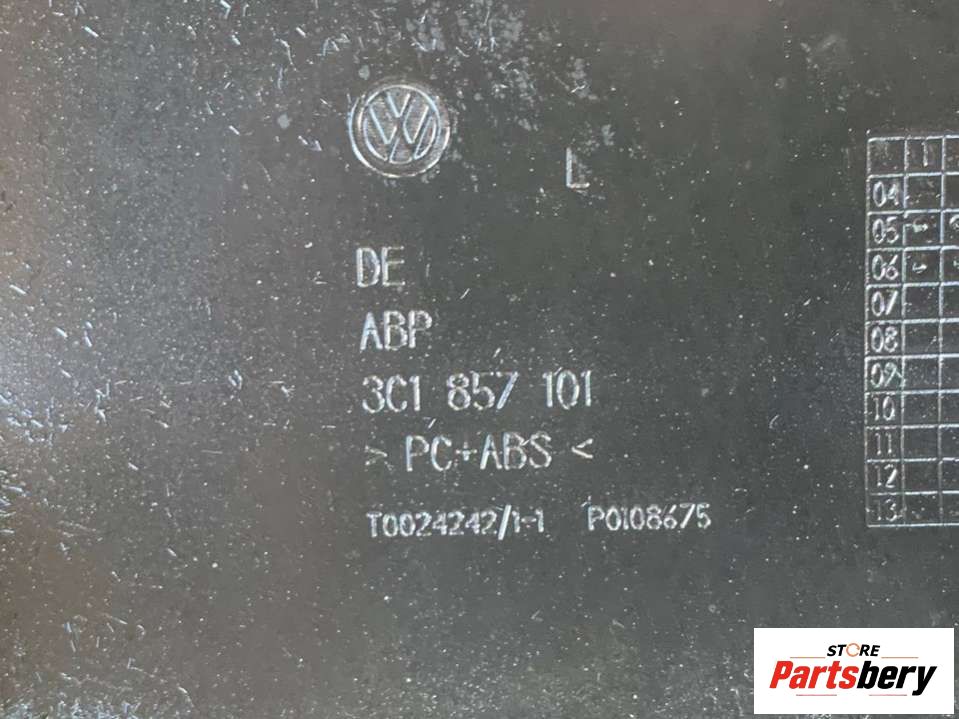 L
DE
ABP
3C1 857 101
> PC+ABS <
T0024242/1-1 P0108675
1
04
05
06
07
08
09
10
11
12
13
STORE
Partsbery